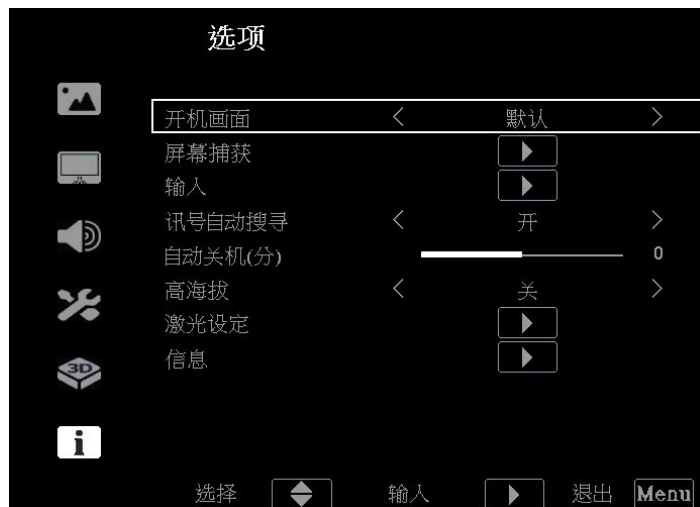 选项
开机画面 < 默认 >
屏幕捕获
输入
讯号自动搜寻 < 开 >
自动关机(分) 0
高海拔 < 关 >
激光设定
信息
3D
i
选择 输入 退出 Menu